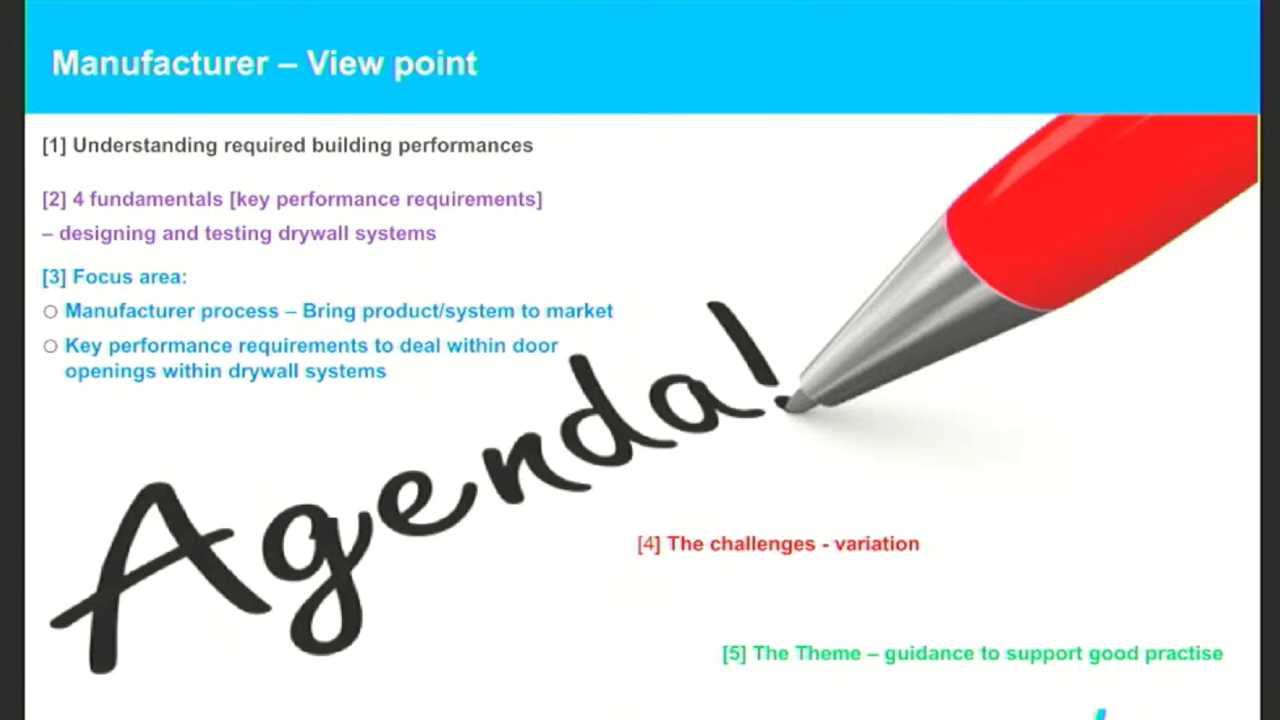 Manufacturer – View point
[1] Understanding required building performances
[2] 4 fundamentals [key performance requirements]
– designing and testing drywall systems
[3] Focus area:
○ Manufacturer process – Bring product/system to market
○ Key performance requirements to deal within door
openings within drywall systems
Agenda!
[4] The challenges - variation
[5] The Theme – guidance to support good practise